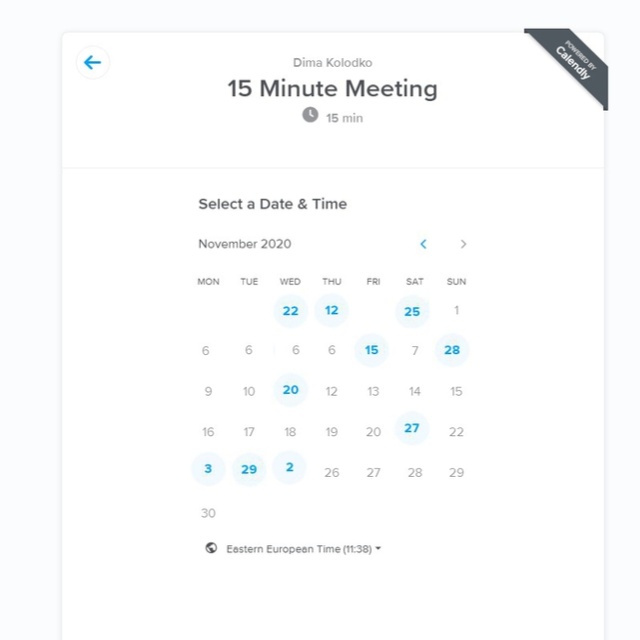 Dima Kolodko
15 Minute Meeting
15 min
POWERED BY
Calendly
Select a Date & Time
November 2020
MON TUE WED THU FRI SAT SUN
22 12 25 1
6 6 6 6 15 7 28
9 10 20 12 13 14 15
16 17 18 19 20 27 22
3 29 2 26 27 28 29
30
Eastern European Time (11:38)